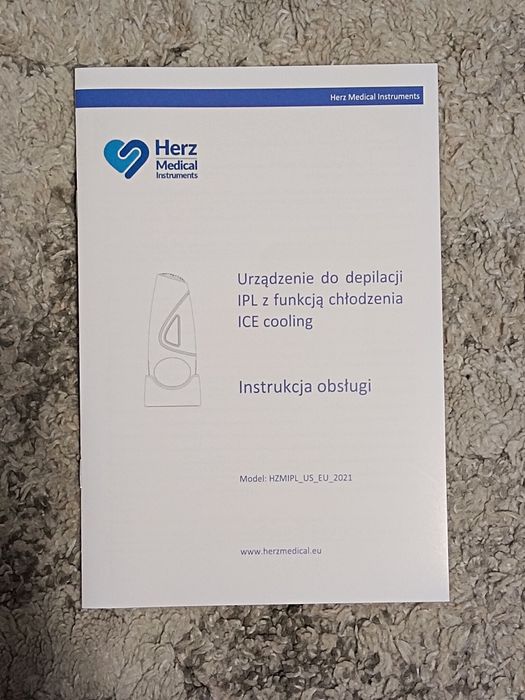 Herz Medical Instruments
Herz
Medical
Instruments
Urządzenie do depilacji
IPL z funkcją chłodzenia
ICE cooling
Instrukcja obsługi
Model: HZMIPL_US_EU_2021
www.herzmedical.eu